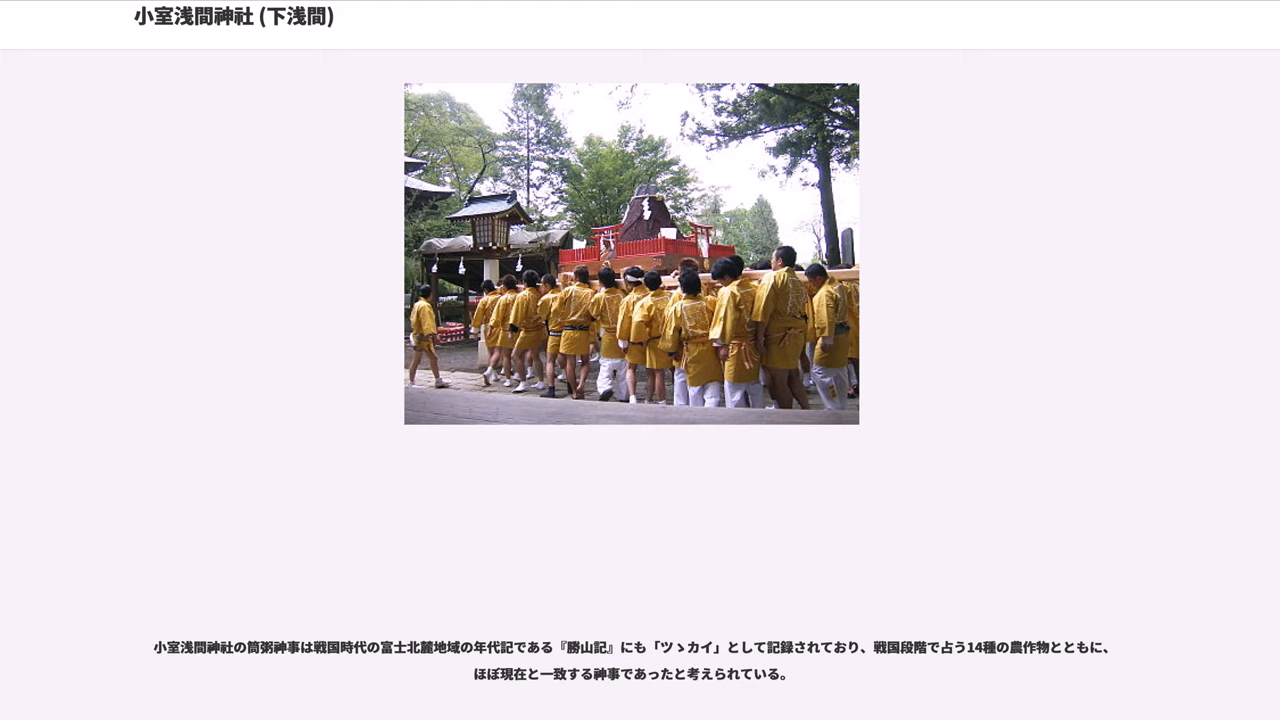 小室浅間神社 (下浅間)
小室浅間神社の筒粥神事は戦国時代の富士北麓地域の年代記である『勝山記』にも「ツゝカイ」として記録されており、戦国段階で占う14種の農作物とともに、
ほぼ現在と一致する神事であったと考えられている。